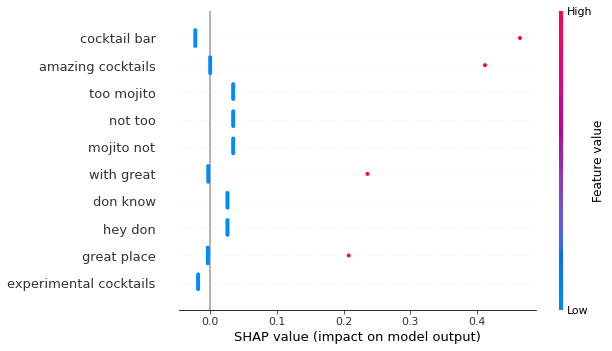 High
cocktail bar
amazing cocktails
too mojito
not too
mojito not
with great
don know
hey don
great place
experimental cocktails
Feature value
Low
0.0 0.1 0.2 0.3 0.4
SHAP value (impact on model output)